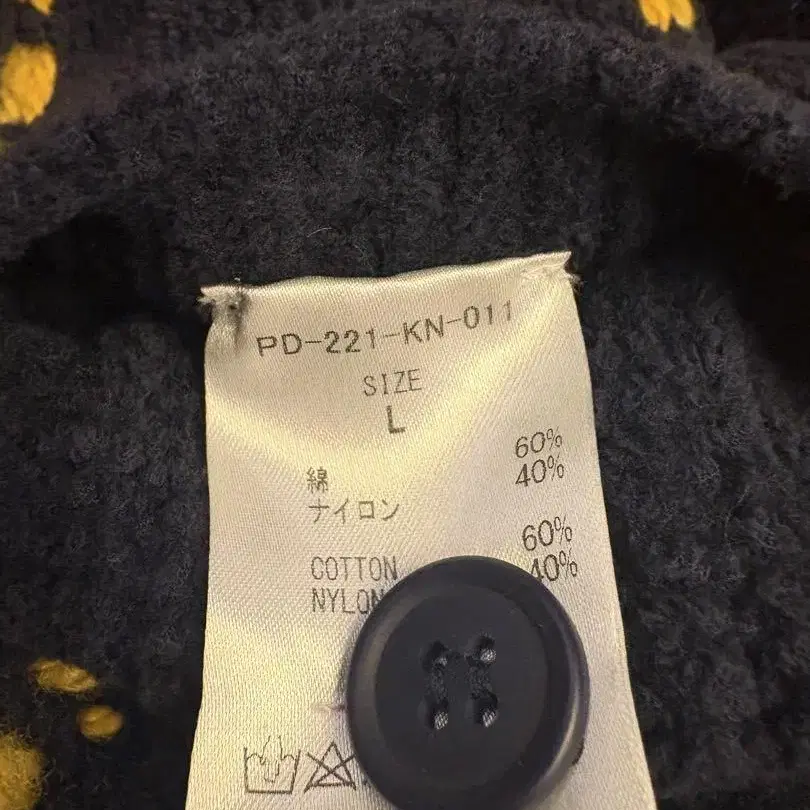 PD-221-KN-011
SIZE
L
綿 60%
ナイロン 40%
COTTON 60%
NYLON 40%